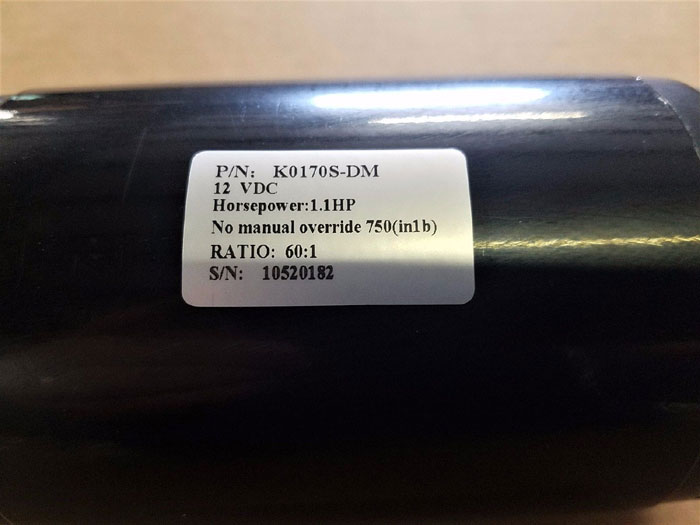 P/N: K0170S-DM
12 VDC
Horsepower:1.1HP
No manual override 750(in1b)
RATIO: 60:1
S/N: 10520182